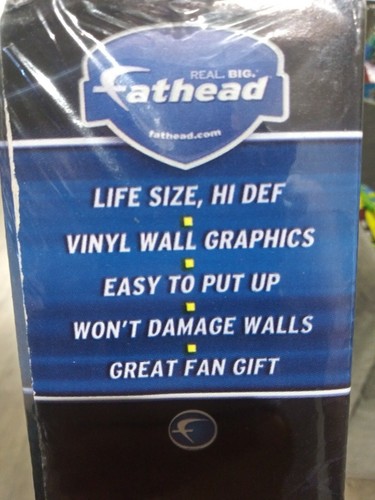 REAL. BIG.
Fathead
fathead.com
LIFE SIZE, HI DEF
VINYL WALL GRAPHICS
EASY TO PUT UP
WON'T DAMAGE WALLS
GREAT FAN GIFT